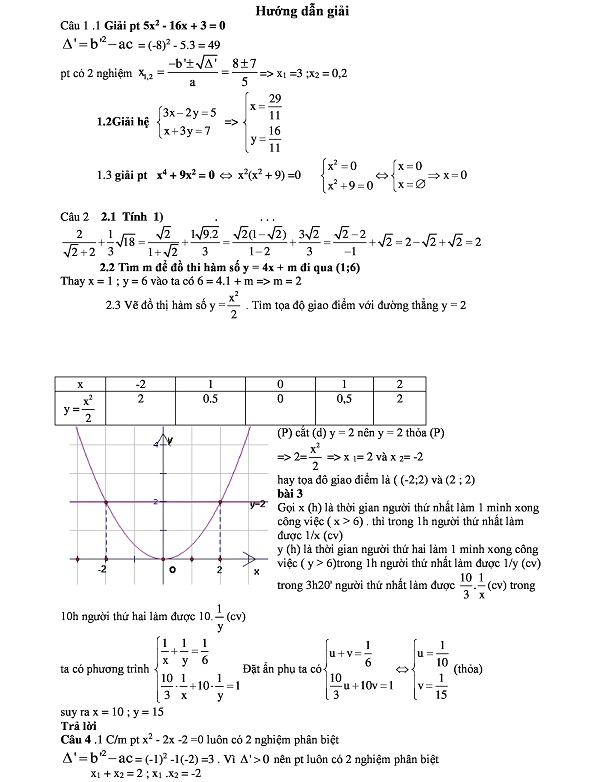 Hướng dẫn giải
Câu 1 .1 Giải pt 5x² - 16x + 3 = 0
Δ' = b'² − ac = (-8)² - 5.3 = 49
pt có 2 nghiệm x₁,₂ = (−b'±√Δ')/a = (8±7)/5 => x₁ =3 ;x₂ = 0,2
1.2Giải hệ {3x−2y=5; x+3y=7 => {x=29/11; y=16/11
1.3 giải pt x⁴ + 9x² = 0 ⇔ x²(x² + 9) =0 {x²=0; x²+9=0 ⇔ {x=0; x=∅ ⇒ x=0
Câu 2 2.1 Tính 1)
2/(√2+2) + 1/3 √18 = √2/(1+√2) + 1√9.2/3 = √2(1−√2)/(1−2) + 3√2/3 = (√2−2)/−1 + √2 = 2−√2+√2 = 2
2.2 Tìm m để đồ thi hàm số y = 4x + m đi qua (1;6)
Thay x = 1 ; y = 6 vào ta có 6 = 4.1 + m => m = 2
2.3 Vẽ đồ thị hàm số y = x²/2 . Tim tọa độ giao điểm với đường thẳng y = 2
x -2 1 0 1 2
y = x²/2 2 0.5 0 0,5 2
(P) cắt (d) y = 2 nên y = 2 thỏa (P)
=> 2= x²/2 => x ₁= 2 và x ₂= -2
hay tọa đô giao điểm là ( (-2;2) và (2 ; 2)
bài 3
Gọi x (h) là thời gian người thứ nhất làm 1 mình xong
công việc ( x > 6) . thì trong 1h người thứ nhất làm
được 1/x (cv)
y (h) là thời gian người thứ hai làm 1 mình xong công
việc ( y > 6)trong 1h người thứ hai làm được 1/y (cv)
trong 3h20' người thứ nhất làm được 10/3 . 1/x (cv) trong
4 y
2 y=2
-2 O 2 x
10h người thứ hai làm được 10. 1/y (cv)
ta có phương trình {1/x + 1/y = 1/6; 10/3 · 1/x + 10 · 1/y = 1 Đặt ẩn phụ ta có {u+v=1/6; 10/3 u+10v=1 ⇔ {u=1/10; v=1/15 (thỏa)
suy ra x = 10 ; y = 15
Trả lời
Câu 4 .1 C/m pt x² - 2x -2 =0 luôn có 2 nghiệm phân biệt
Δ' = b'² − ac = (-1)² -1(-2) =3 . Vì Δ' > 0 nên pt luôn có 2 nghiệm phân biệt
x₁ + x₂ = 2 ; x₁ .x₂ = -2